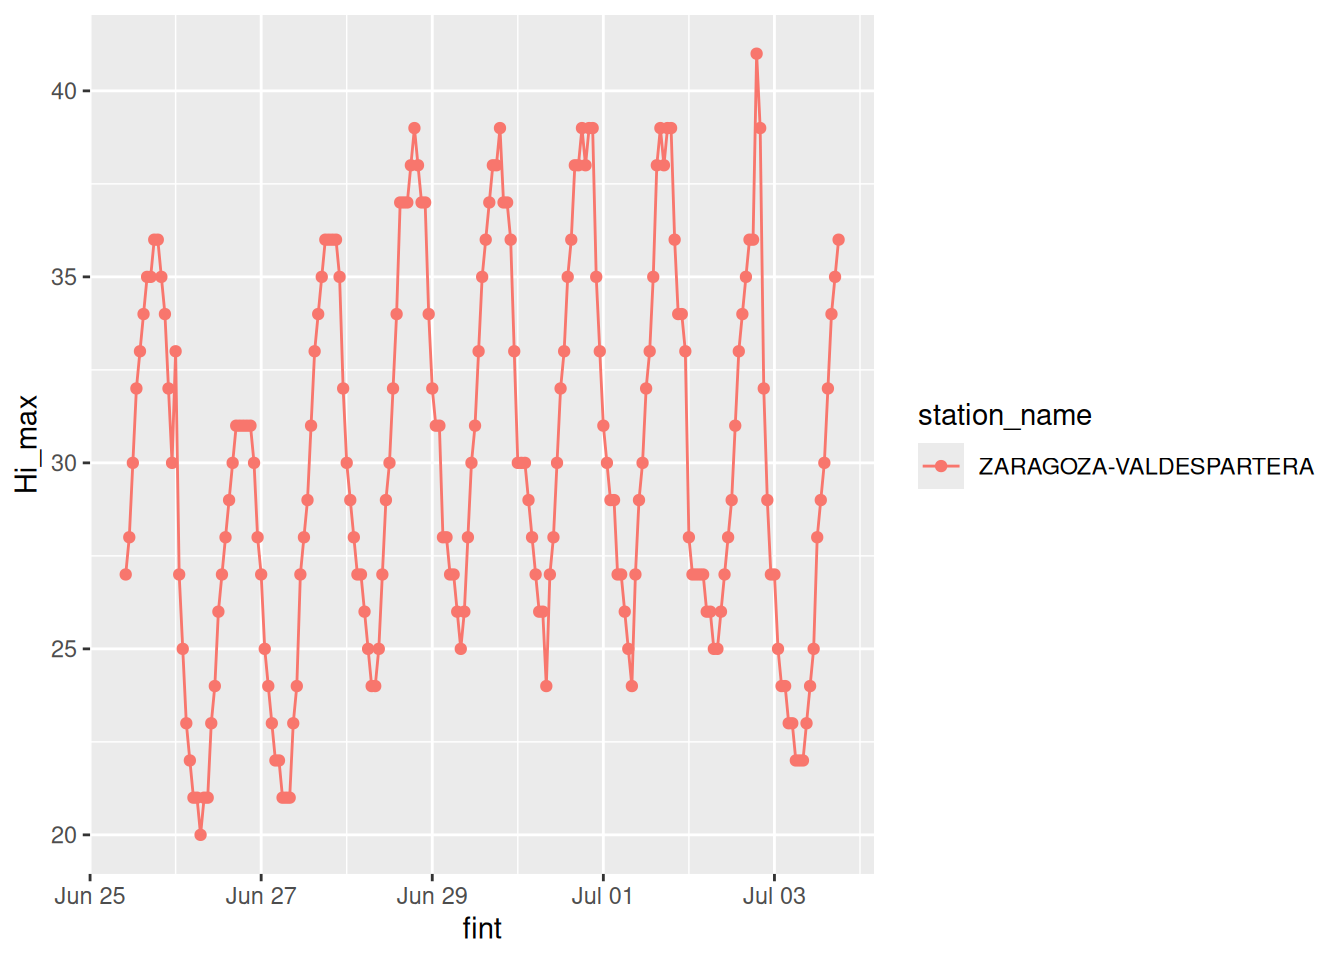 Hi_max
40
35
30
25
20
Jun 25 Jun 27 Jun 29 Jul 01 Jul 03
fint
station_name
ZARAGOZA-VALDESPARTERA